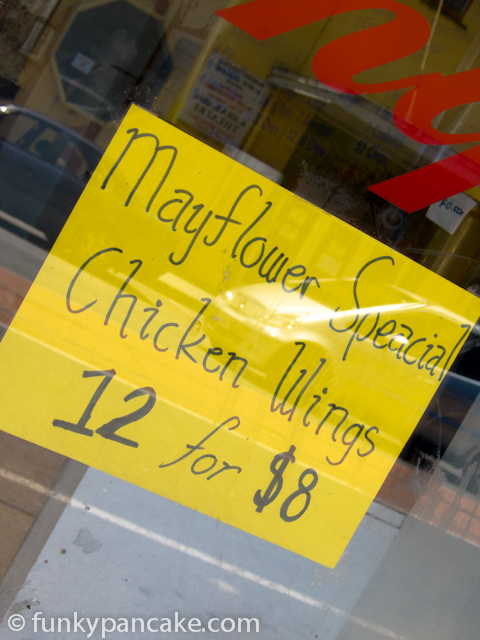 Mayflower Speacial
Chicken Wings
12 for $8
© funkypancake.com